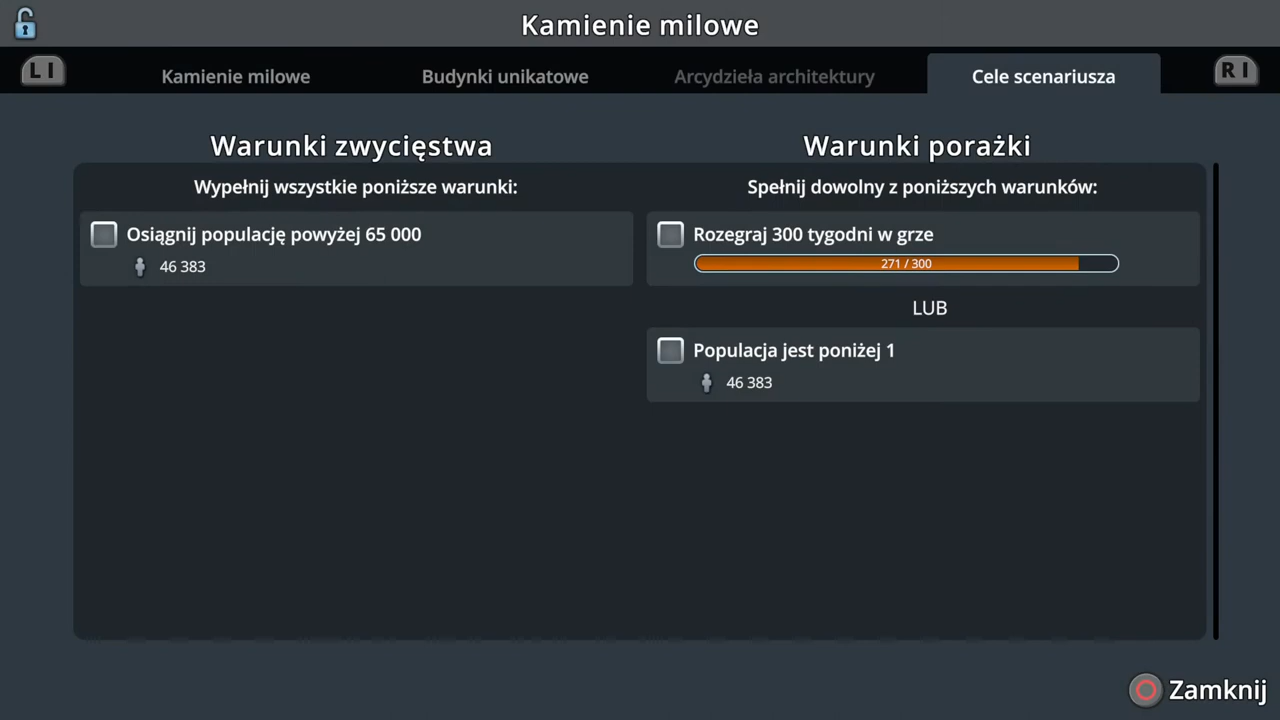 Kamienie milowe
L1
Kamienie milowe
Budynki unikatowe
Arcydzieła architektury
Cele scenariusza
R1
Warunki zwycięstwa
Wypełnij wszystkie poniższe warunki:
Osiągnij populację powyżej 65 000
46 383
Warunki porażki
Spełnij dowolny z poniższych warunków:
Rozegraj 300 tygodni w grze
271 / 300
LUB
Populacja jest poniżej 1
46 383
Zamknij